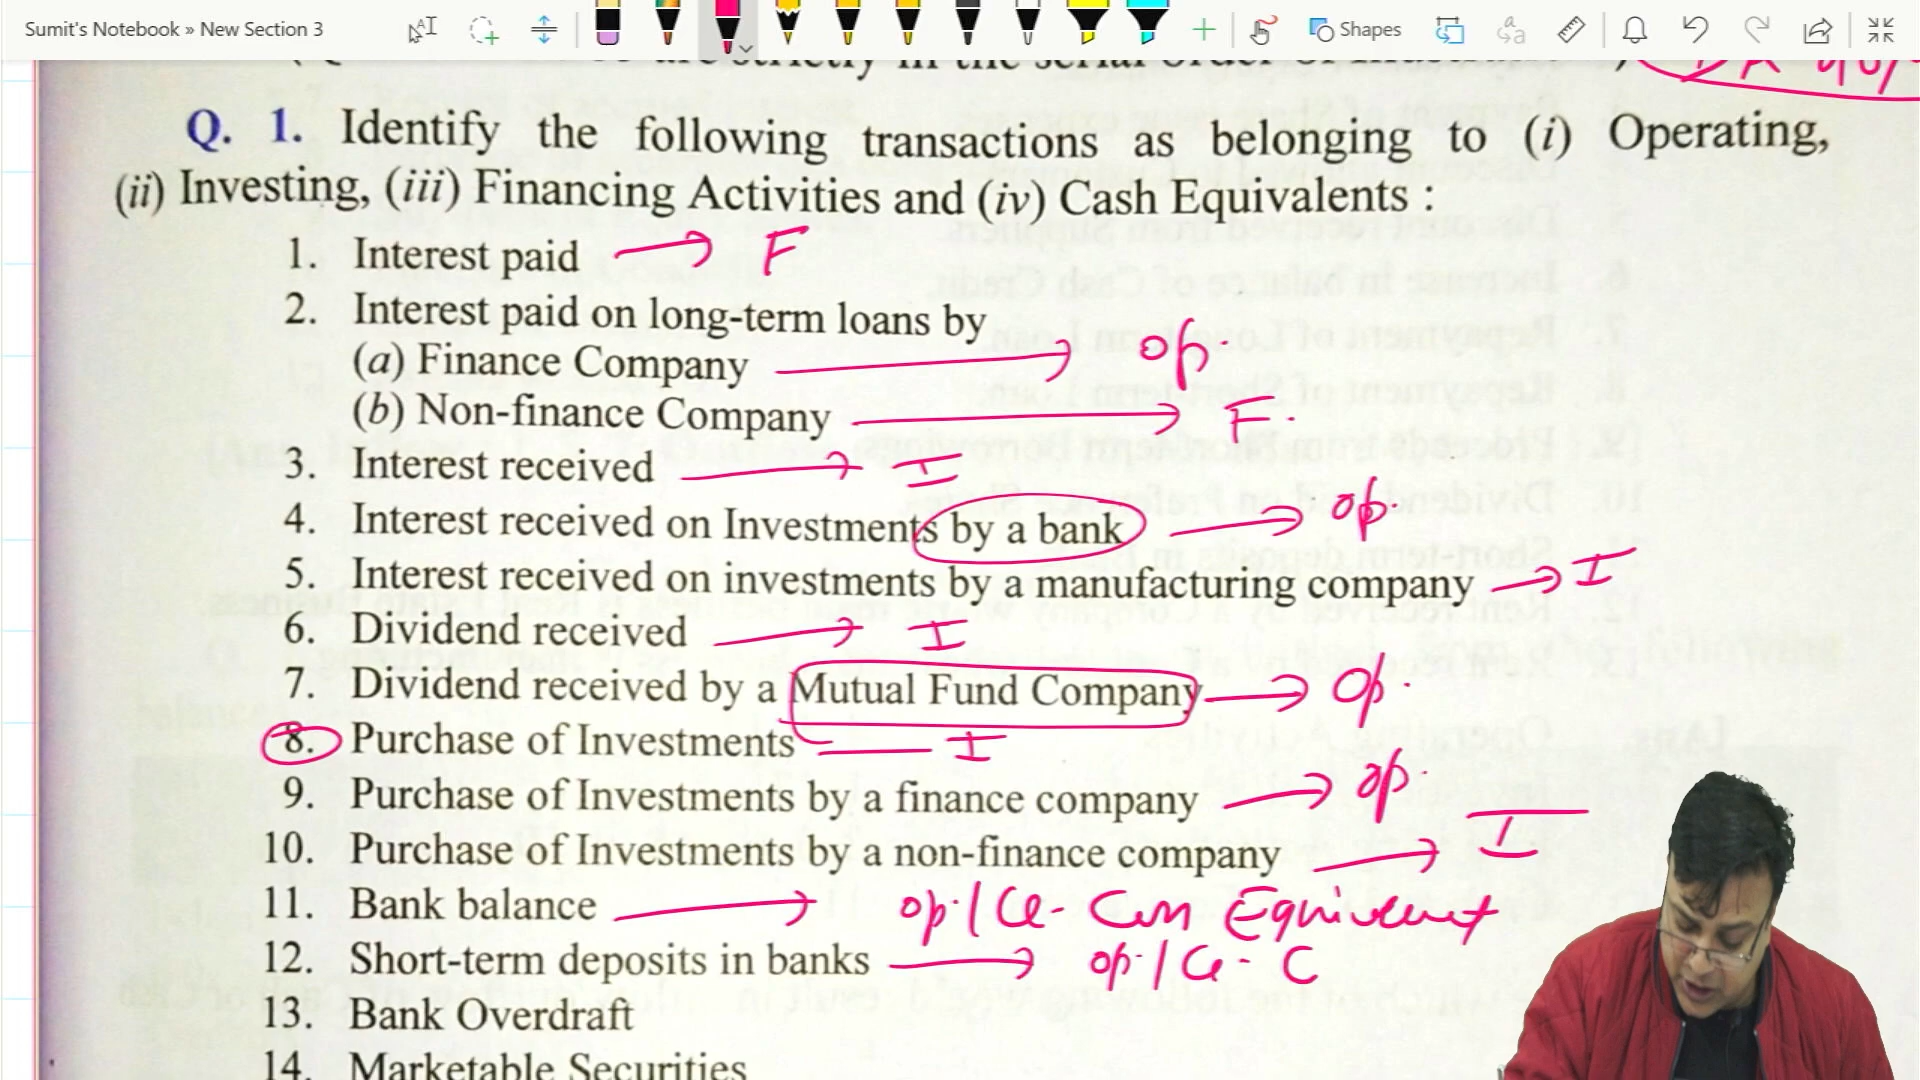 Sumit's Notebook » New Section 3
Shapes
Q. 1. Identify the following transactions as belonging to (i) Operating,
(ii) Investing, (iii) Financing Activities and (iv) Cash Equivalents :
1. Interest paid → F
2. Interest paid on long-term loans by
(a) Finance Company → op.
(b) Non-finance Company → F.
3. Interest received → I
4. Interest received on Investments by a bank → op.
5. Interest received on investments by a manufacturing company → I
6. Dividend received → I
7. Dividend received by a Mutual Fund Company → op.
8. Purchase of Investments — I
9. Purchase of Investments by a finance company → op.
10. Purchase of Investments by a non-finance company → I
11. Bank balance → op. / Ce - Equivalent
12. Short-term deposits in banks → op. / Ce - C
13. Bank Overdraft
14. Marketable Securities